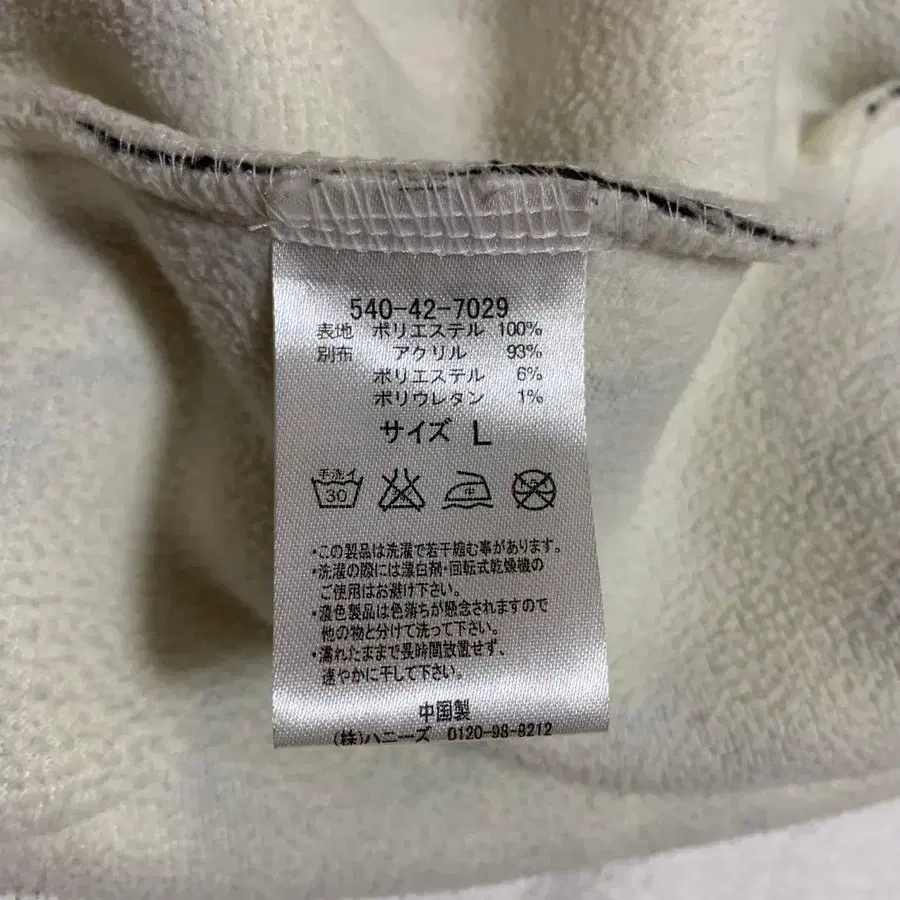 540-42-7029
表地 ポリエステル 100%
別布 アクリル 93%
ポリエステル 6%
ポリウレタン 1%
サイズ L
手洗イ
30 中
・この製品は洗濯で若干縮む事があります。
・洗濯の際には漂白剤・回転式乾燥機の
ご使用はお避け下さい。
・濃色製品は色落ちが懸念されますので
他の物と分けて洗って下さい。
・濡れたままで長時間放置せず、
速やかに干して下さい。
中国製
(株)ハニーズ 0120-98-8212